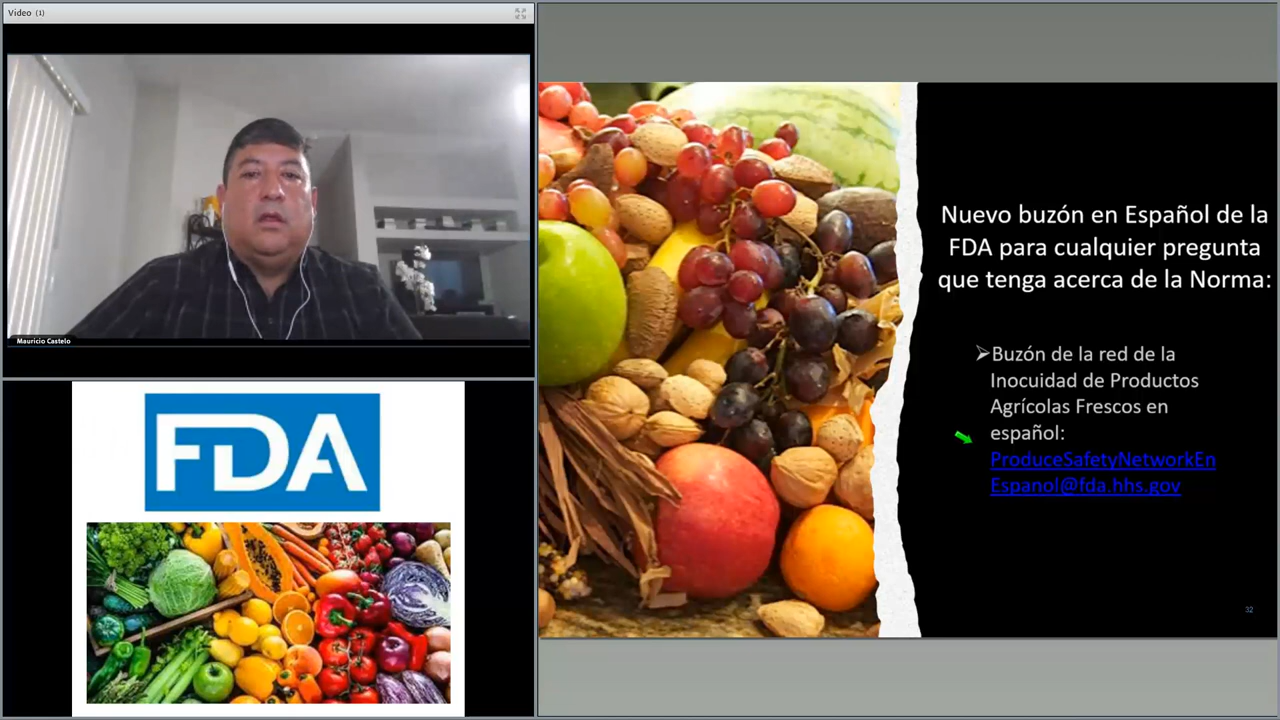 Video (1)
Mauricio Castelo
FDA
Nuevo buzón en Español de la
FDA para cualquier pregunta
que tenga acerca de la Norma:
➢Buzón de la red de la
Inocuidad de Productos
Agrícolas Frescos en
español:
ProduceSafetyNetworkEn
Espanol@fda.hhs.gov
32